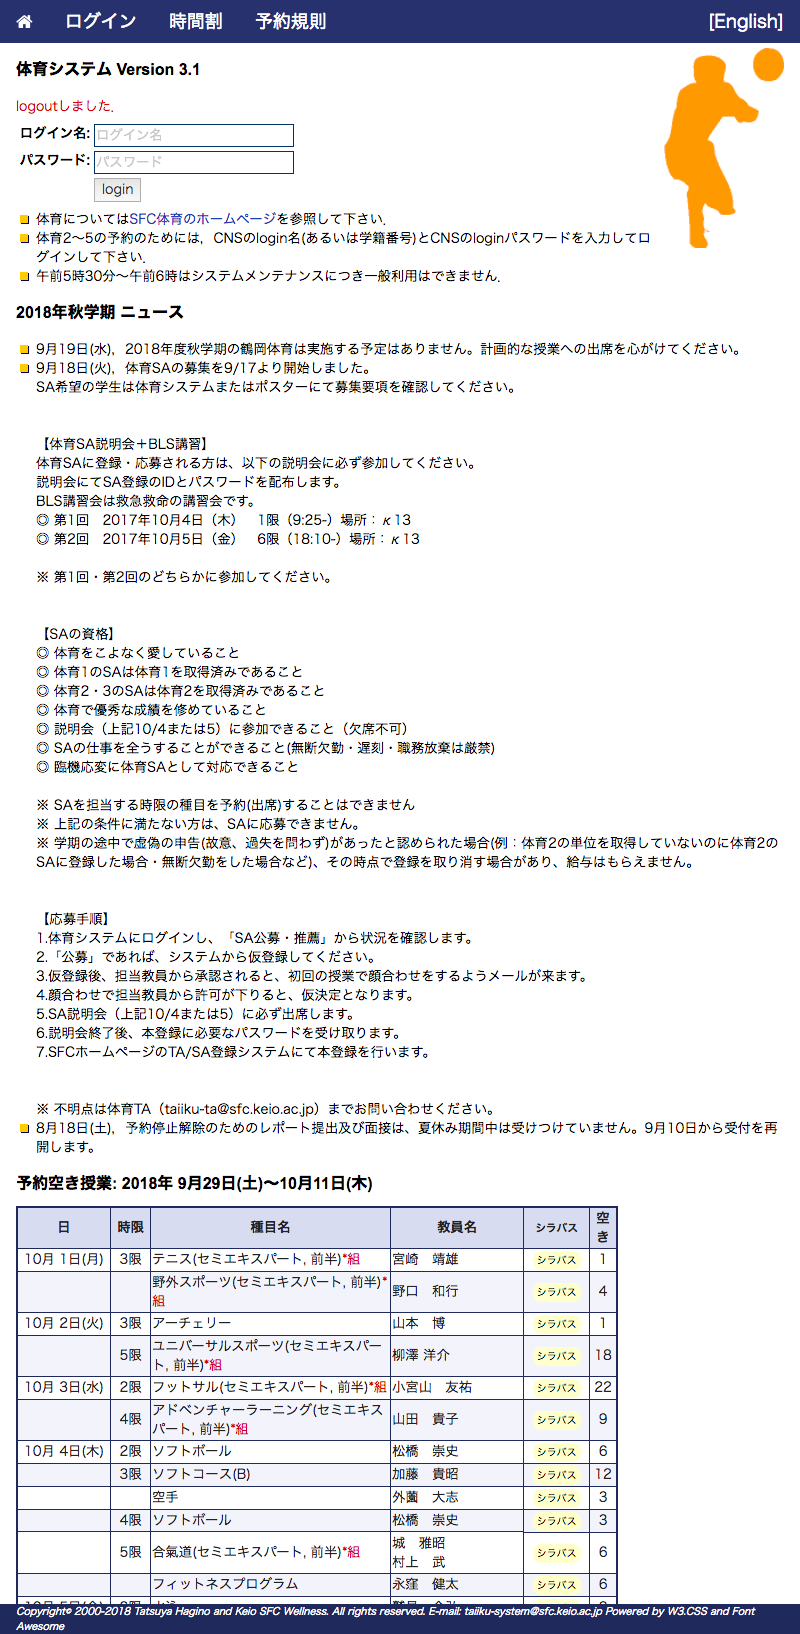 ログイン 時間割 予約規則 [English]
体育システム Version 3.1
logoutしました.
ログイン名: ログイン名
パスワード: パスワード
login
体育についてはSFC体育のホームページを参照して下さい.
体育2〜5の予約のためには, CNSのlogin名(あるいは学籍番号)とCNSのloginパスワードを入力してロ
グインして下さい.
午前5時30分〜午前6時はシステムメンテナンスにつき一般利用はできません.
2018年秋学期 ニュース
9月19日(水), 2018年度秋学期の鶴岡体育は実施する予定はありません。計画的な授業への出席を心がけてください。
9月18日(火), 体育SAの募集を9/17より開始しました。
SA希望の学生は体育システムまたはポスターにて募集要項を確認してください。
【体育SA説明会＋BLS講習】
体育SAに登録・応募される方は、以下の説明会に必ず参加してください。
説明会にてSA登録のIDとパスワードを配布します。
BLS講習会は救急救命の講習会です。
◎ 第1回　2017年10月4日（木）　1限（9:25-）場所：κ13
◎ 第2回　2017年10月5日（金）　6限（18:10-）場所：κ13
※ 第1回・第2回のどちらかに参加してください。
【SAの資格】
◎ 体育をこよなく愛していること
◎ 体育1のSAは体育1を取得済みであること
◎ 体育2・3のSAは体育2を取得済みであること
◎ 体育で優秀な成績を修めていること
◎ 説明会（上記10/4または5）に参加できること（欠席不可）
◎ SAの仕事を全うすることができること(無断欠勤・遅刻・職務放棄は厳禁)
◎ 臨機応変に体育SAとして対応できること
※ SAを担当する時限の種目を予約(出席)することはできません
※ 上記の条件に満たない方は、SAに応募できません。
※ 学期の途中で虚偽の申告(故意、過失を問わず)があったと認められた場合(例：体育2の単位を取得していないのに体育2の
SAに登録した場合・無断欠勤をした場合など)、その時点で登録を取り消す場合があり、給与はもらえません。
【応募手順】
1.体育システムにログインし、「SA公募・推薦」から状況を確認します。
2.「公募」であれば、システムから仮登録してください。
3.仮登録後、担当教員から承認されると、初回の授業で顔合わせをするようメールが来ます。
4.顔合わせで担当教員から許可が下りると、仮決定となります。
5.SA説明会（上記10/4または5）に必ず出席します。
6.説明会終了後、本登録に必要なパスワードを受け取ります。
7.SFCホームページのTA/SA登録システムにて本登録を行います。
※ 不明点は体育TA（taiiku-ta@sfc.keio.ac.jp）までお問い合わせください。
8月18日(土), 予約停止解除のためのレポート提出及び面接は、夏休み期間中は受けつけていません。9月10日から受付を再
開します。
予約空き授業: 2018年 9月29日(土)〜10月11日(木)
日 時限 種目名 教員名 シラバス 空き
10月 1日(月) 3限 テニス(セミエキスパート, 前半)*組 宮崎　靖雄 シラバス 1
野外スポーツ(セミエキスパート, 前半)*
組 野口　和行 シラバス 4
10月 2日(火) 3限 アーチェリー 山本　博 シラバス 1
5限 ユニバーサルスポーツ(セミエキスパー
ト, 前半)*組 柳澤 洋介 シラバス 18
10月 3日(水) 2限 フットサル(セミエキスパート, 前半)*組 小宮山　友祐 シラバス 22
4限 アドベンチャーラーニング(セミエキス
パート, 前半)*組 山田　貴子 シラバス 9
10月 4日(木) 2限 ソフトボール 松橋　崇史 シラバス 6
3限 ソフトコース(B) 加藤　貴昭 シラバス 12
空手 外薗　大志 シラバス 3
4限 ソフトボール 松橋　崇史 シラバス 3
5限 合氣道(セミエキスパート, 前半)*組 城　雅昭
村上　武 シラバス 6
フィットネスプログラム 永窪　健太 シラバス 6
Copyright© 2000-2018 Tatsuya Hagino and Keio SFC Wellness. All rights reserved. E-mail: taiiku-system@sfc.keio.ac.jp Powered by W3.CSS and Font
Awesome